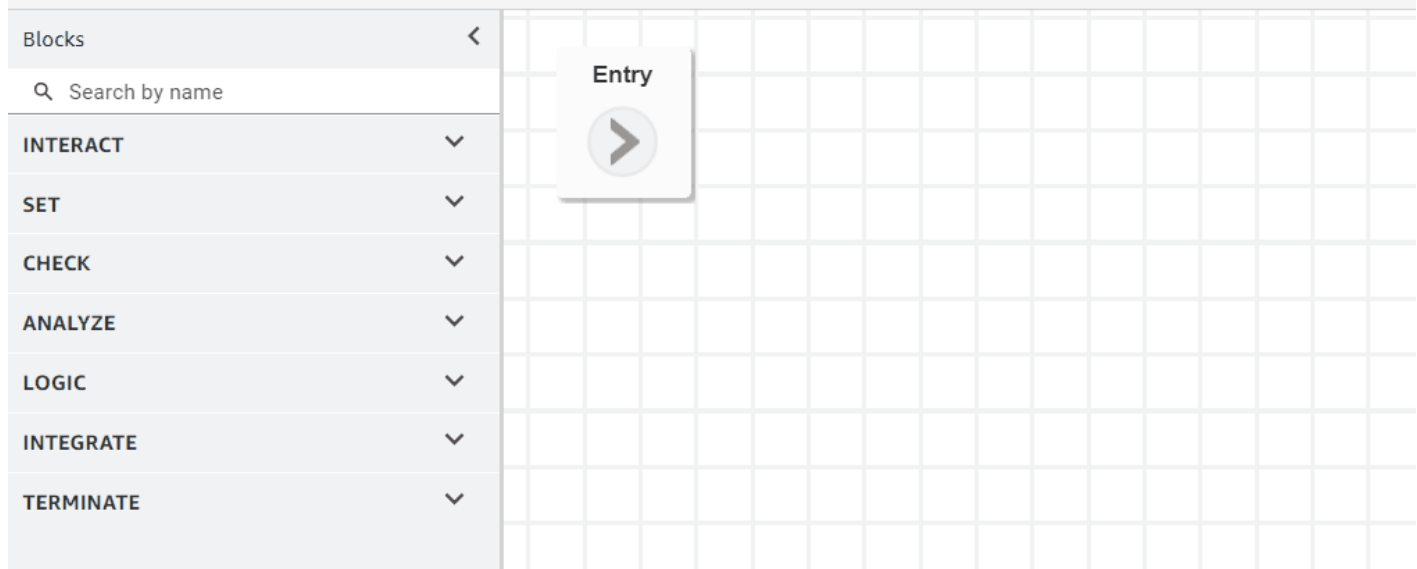 Blocks
Search by name
INTERACT
SET
CHECK
ANALYZE
LOGIC
INTEGRATE
TERMINATE
Entry